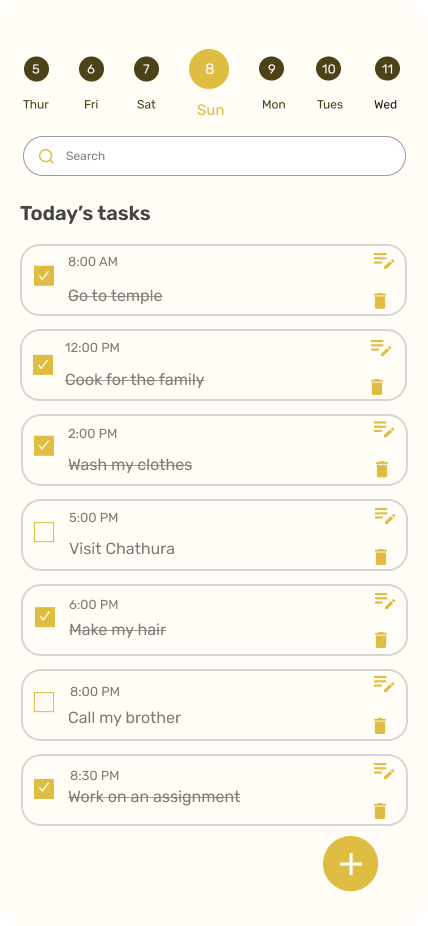 5 6 7 8 9 10 11
Thur Fri Sat Sun Mon Tues Wed
Search
Today’s tasks
8:00 AM
Go to temple
12:00 PM
Cook for the family
2:00 PM
Wash my clothes
5:00 PM
Visit Chathura
6:00 PM
Make my hair
8:00 PM
Call my brother
8:30 PM
Work on an assignment